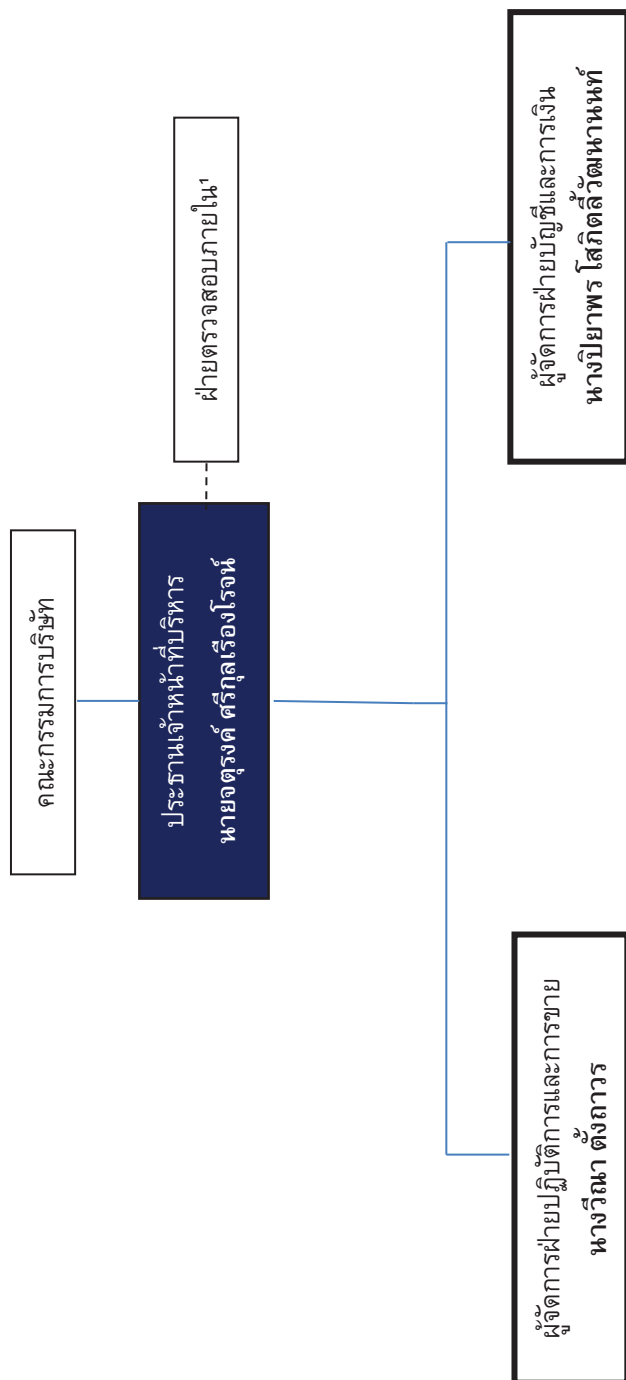 คณะกรรมการบริษัท
ประธานเจ้าหน้าที่บริหาร
นายจตุรงค์ ศรีกุลเรืองโรจน์
ฝ่ายตรวจสอบภายใน¹
ผู้จัดการฝ่ายปฏิบัติการและการขาย
นางวีณา ตั้งถาวร
ผู้จัดการฝ่ายบัญชีและการเงิน
นางปิยาพร โสภิตลี้วัฒนานนท์